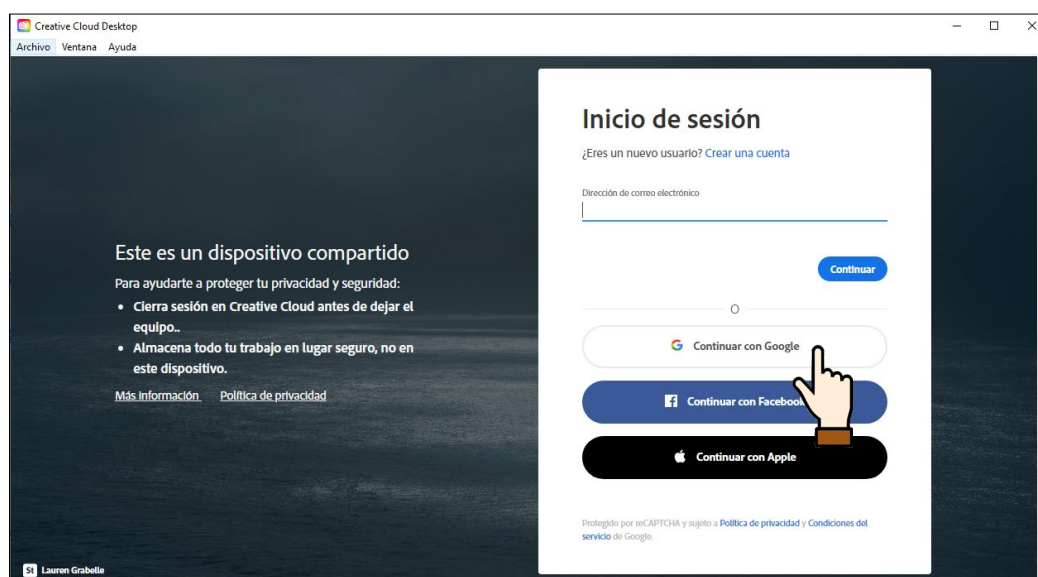 Creative Cloud Desktop
Archivo Ventana Ayuda
Este es un dispositivo compartido
Para ayudarte a proteger tu privacidad y seguridad:
• Cierra sesión en Creative Cloud antes de dejar el
equipo..
• Almacena todo tu trabajo en lugar seguro, no en
este dispositivo.
Más información Política de privacidad
St Lauren Grabelle
Inicio de sesión
¿Eres un nuevo usuario? Crear una cuenta
Dirección de correo electrónico
Continuar
O
Continuar con Google
Continuar con Facebook
Continuar con Apple
Protegido por reCAPTCHA y sujeto a Política de privacidad y Condiciones del
servicio de Google.